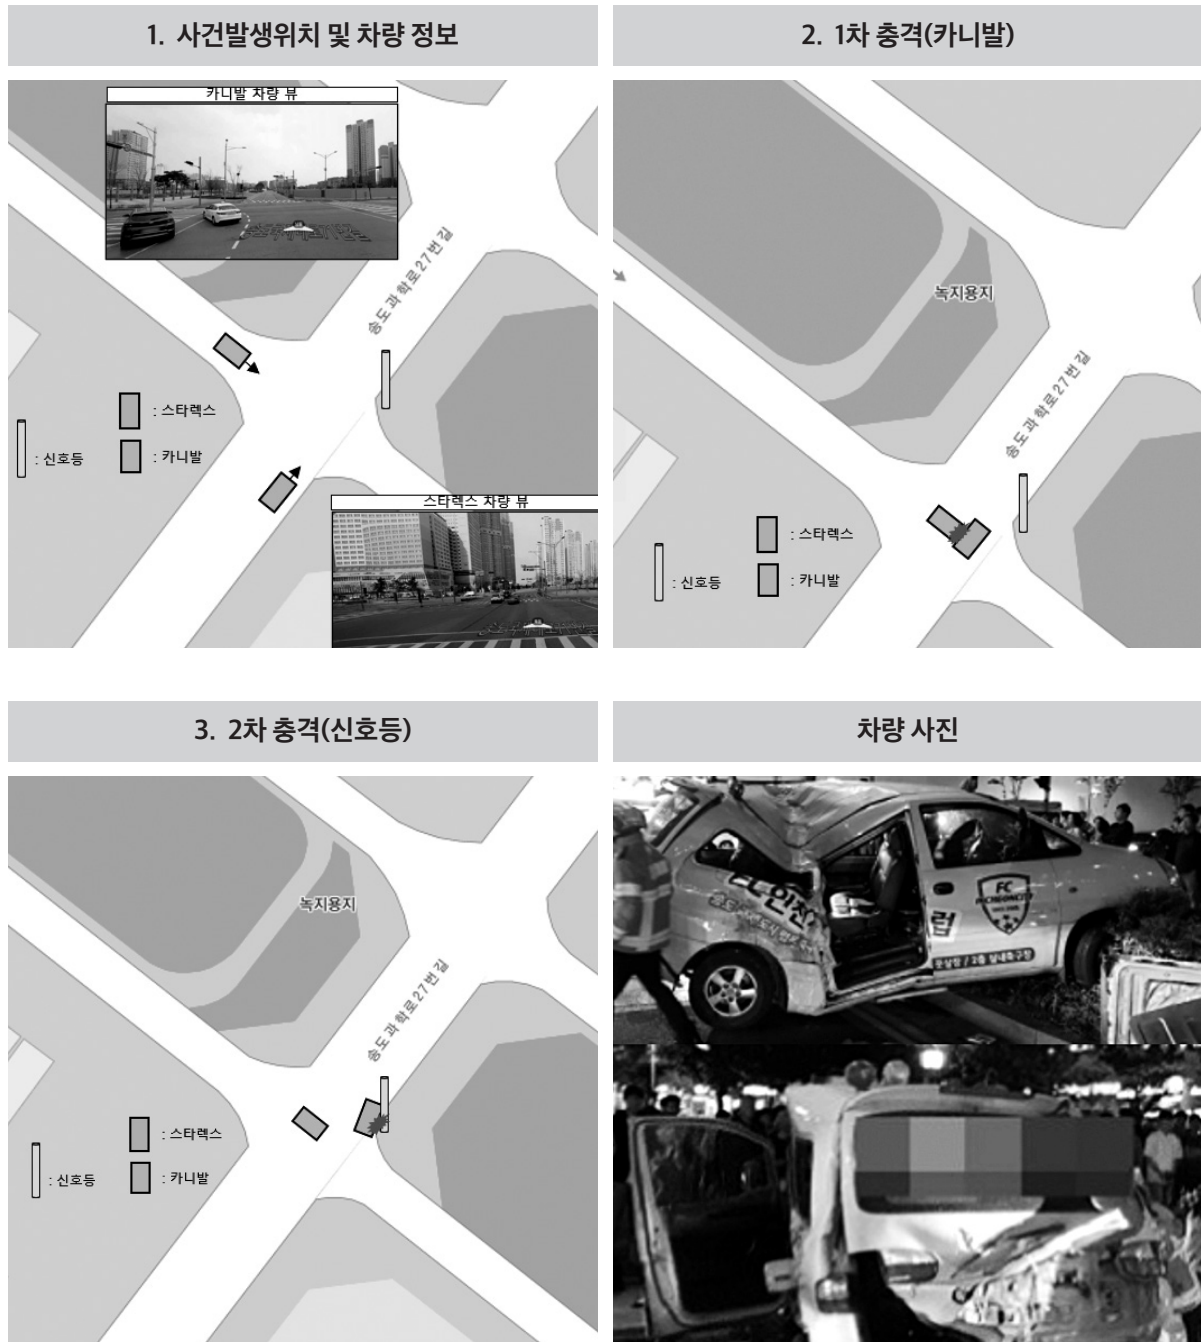 1. 사건발생위치 및 차량 정보
카니발 차량 뷰
송도과학로27번길
: 스타렉스
: 신호등
: 카니발
스타렉스 차량 뷰
2. 1차 충격(카니발)
녹지용지
송도과학로27번길
: 스타렉스
: 신호등
: 카니발
3. 2차 충격(신호등)
녹지용지
송도과학로27번길
: 스타렉스
: 신호등
: 카니발
차량 사진
FC
럽